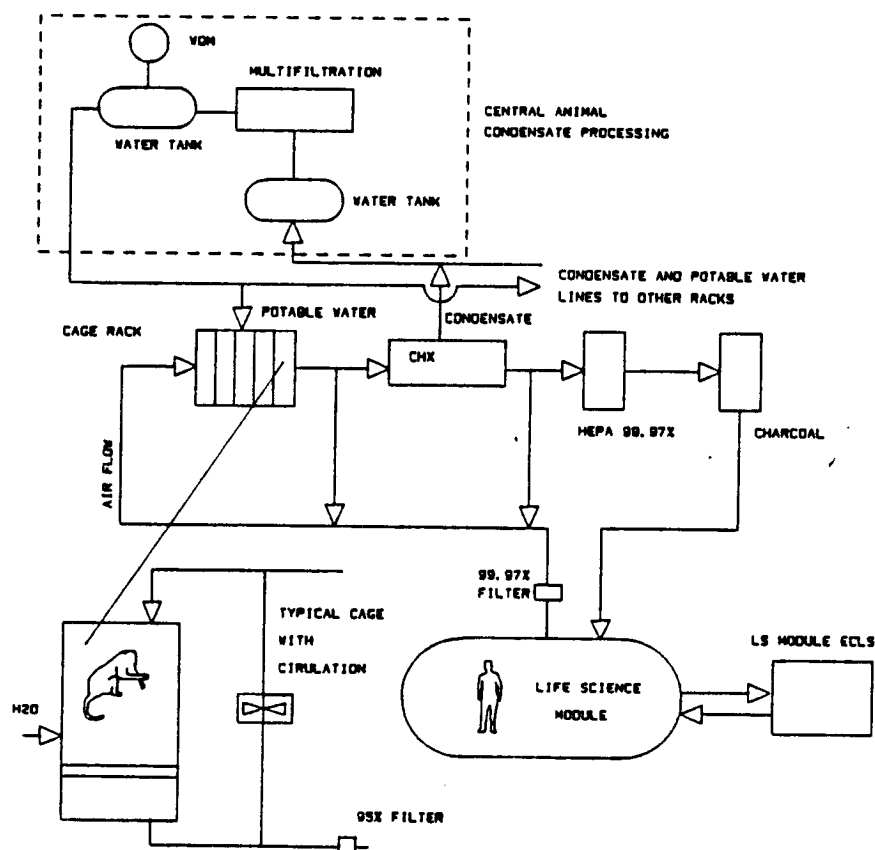 WQM
MULTIFILTRATION
CENTRAL ANIMAL
CONDENSATE PROCESSING
WATER TANK
WATER TANK
CONDENSATE AND POTABLE WATER
LINES TO OTHER RACKS
POTABLE WATER
CONDENSATE
CAGE RACK
CHX
HEPA 99.97%
CHARCOAL
AIR FLOW
99.97%
FILTER
TYPICAL CAGE
WITH
CIRULATION
LS MODULE ECLS
LIFE SCIENCE
MODULE
H2O
95% FILTER